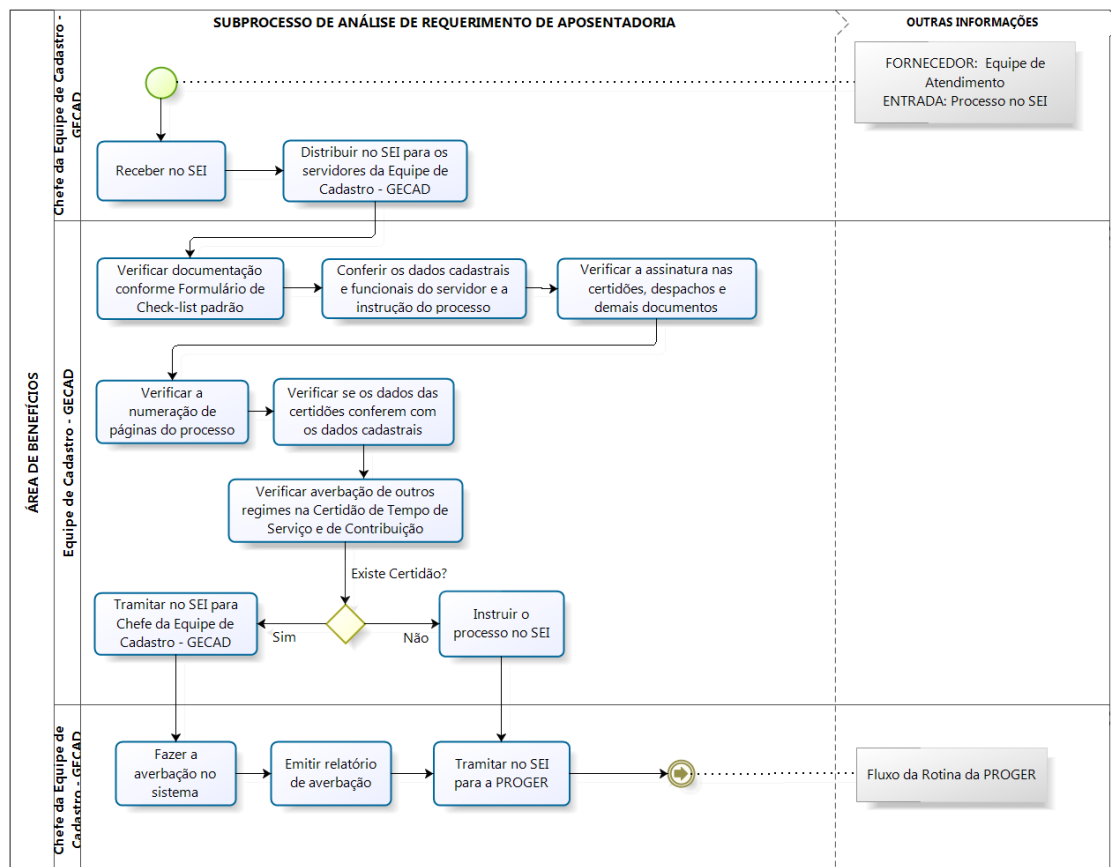 SUBPROCESSO DE ANÁLISE DE REQUERIMENTO DE APOSENTADORIA
OUTRAS INFORMAÇÕES
ÁREA DE BENEFÍCIOS
Chefe da Equipe de Cadastro -
GECAD
FORNECEDOR: Equipe de
Atendimento
ENTRADA: Processo no SEI
Receber no SEI
Distribuir no SEI para os
servidores da Equipe de
Cadastro - GECAD
Equipe de Cadastro - GECAD
Verificar documentação
conforme Formulário de
Check-list padrão
Conferir os dados cadastrais
e funcionais do servidor e a
instrução do processo
Verificar a assinatura nas
certidões, despachos e
demais documentos
Verificar a
numeração de
páginas do processo
Verificar se os dados das
certidões conferem com
os dados cadastrais
Verificar averbação de outros
regimes na Certidão de Tempo de
Serviço e de Contribuição
Existe Certidão?
Tramitar no SEI para
Chefe da Equipe de
Cadastro - GECAD
Sim
Não
Instruir o
processo no SEI
Chefe da Equipe de
Cadastro - GECAD
Fazer a
averbação no
sistema
Emitir relatório
de averbação
Tramitar no SEI
para a PROGER
Fluxo da Rotina da PROGER